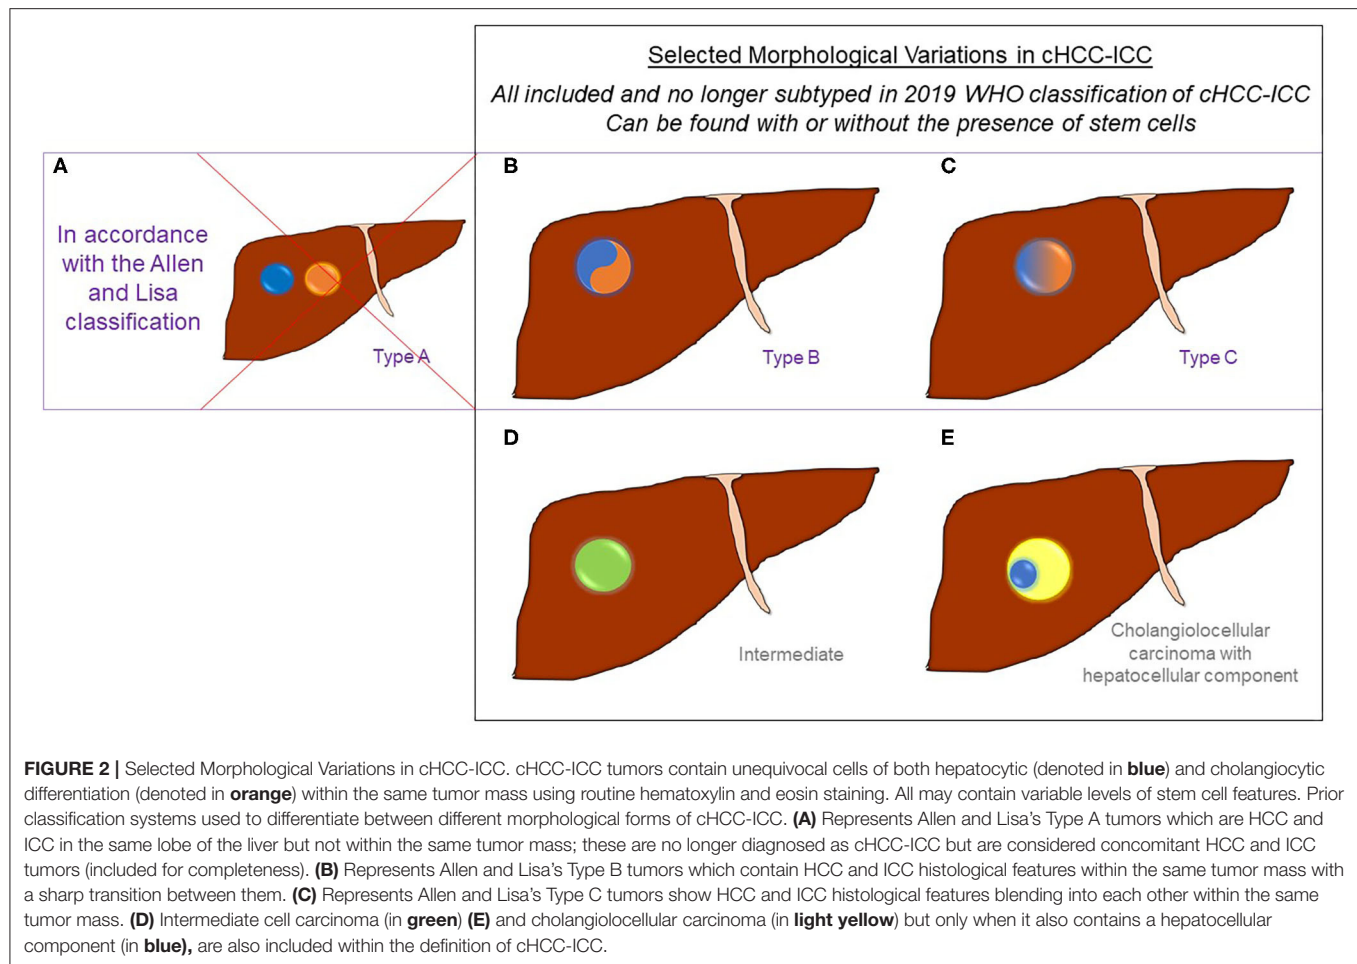 Selected Morphological Variations in cHCC-ICC
All included and no longer subtyped in 2019 WHO classification of cHCC-ICC
Can be found with or without the presence of stem cells
A
In accordance
with the Allen
and Lisa
classification
Type A
B
Type B
C
Type C
D
Intermediate
E
Cholangiolocellular
carcinoma with
hepatocellular component
FIGURE 2 | Selected Morphological Variations in cHCC-ICC. cHCC-ICC tumors contain unequivocal cells of both hepatocytic (denoted in blue) and cholangiocytic
differentiation (denoted in orange) within the same tumor mass using routine hematoxylin and eosin staining. All may contain variable levels of stem cell features. Prior
classification systems used to differentiate between different morphological forms of cHCC-ICC. (A) Represents Allen and Lisa's Type A tumors which are HCC and
ICC in the same lobe of the liver but not within the same tumor mass; these are no longer diagnosed as cHCC-ICC but are considered concomitant HCC and ICC
tumors (included for completeness). (B) Represents Allen and Lisa's Type B tumors which contain HCC and ICC histological features within the same tumor mass with
a sharp transition between them. (C) Represents Allen and Lisa's Type C tumors show HCC and ICC histological features blending into each other within the same
tumor mass. (D) Intermediate cell carcinoma (in green) (E) and cholangiolocellular carcinoma (in light yellow) but only when it also contains a hepatocellular
component (in blue), are also included within the definition of cHCC-ICC.